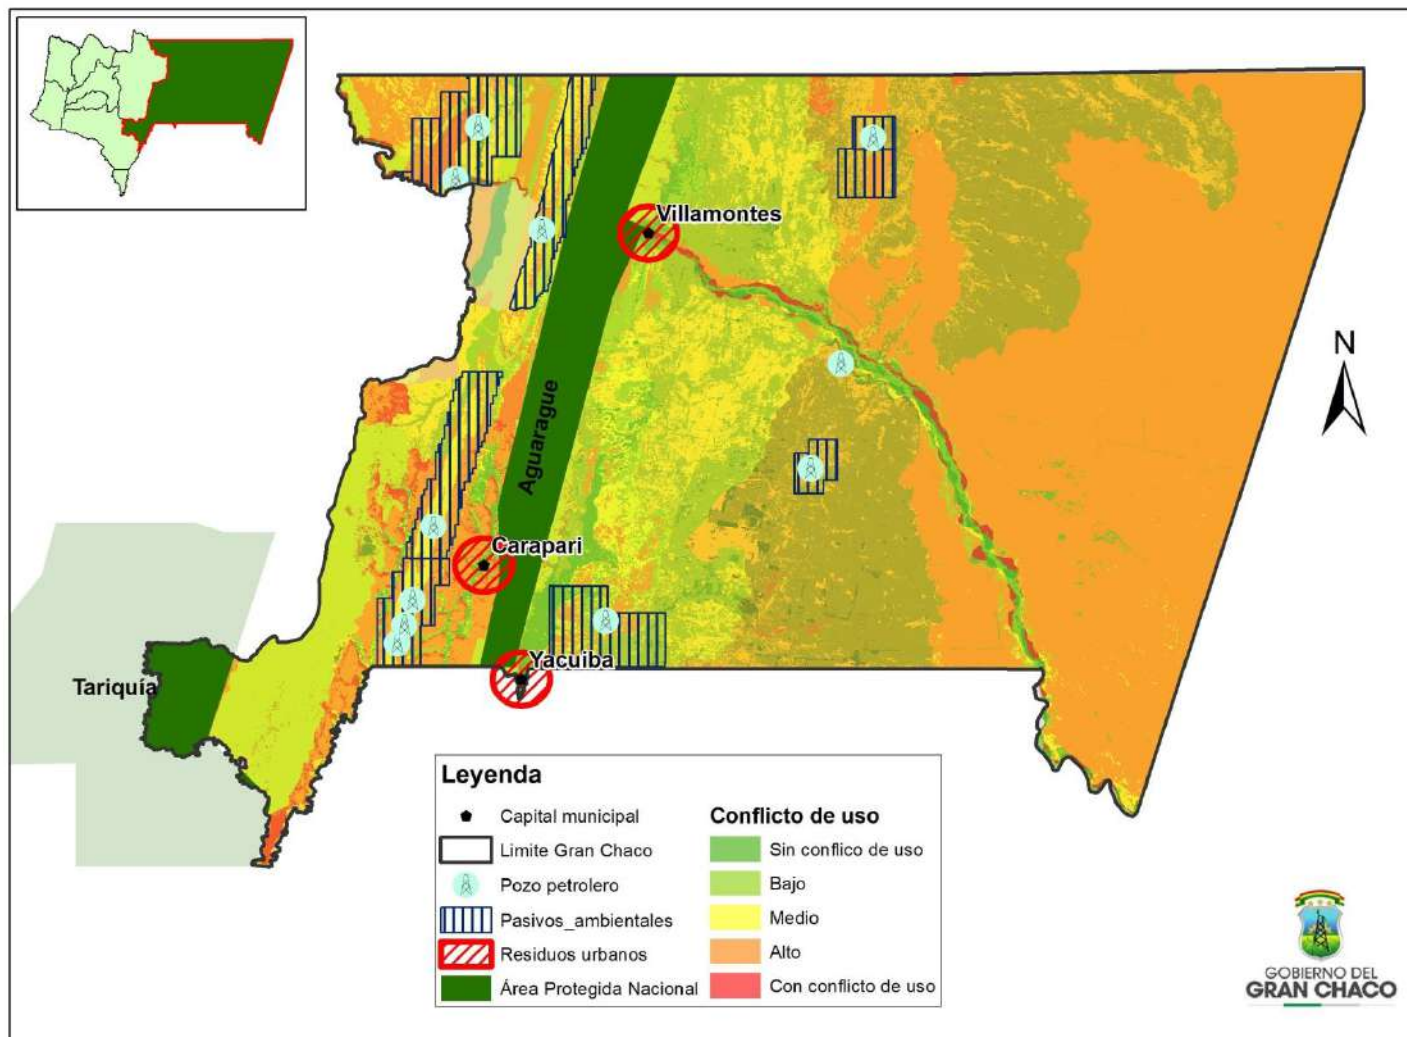 Villamontes
N
Aguarague
Carapari
Yacuiba
Tariquía
Leyenda
Capital municipal
Limite Gran Chaco
Pozo petrolero
Pasivos_ambientales
Residuos urbanos
Área Protegida Nacional
Conflicto de uso
Sin conflico de uso
Bajo
Medio
Alto
Con conflicto de uso
GOBIERNO DEL
GRAN CHACO